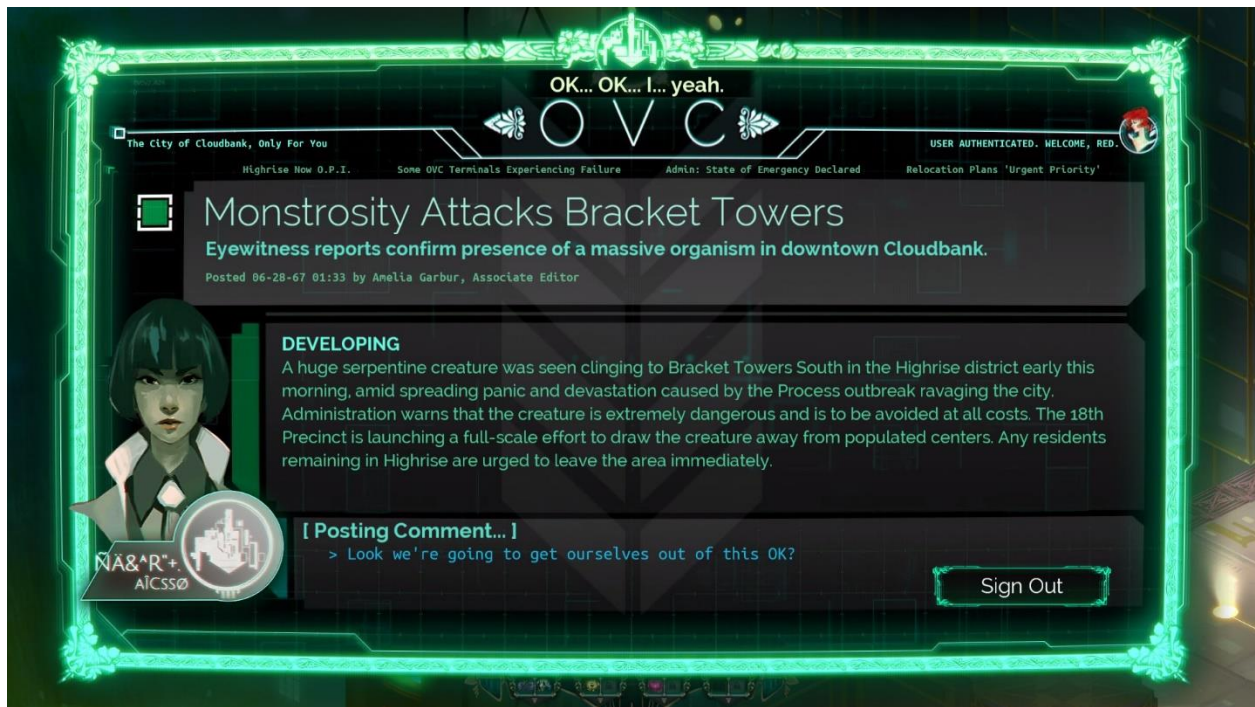 OK... OK... I... yeah.
OVC
The City of Cloudbank, Only For You
USER AUTHENTICATED. WELCOME, RED.
Highrise Now O.P.I. Some OVC Terminals Experiencing Failure Admin: State of Emergency Declared Relocation Plans 'Urgent Priority'
Monstrosity Attacks Bracket Towers
Eyewitness reports confirm presence of a massive organism in downtown Cloudbank.
Posted 06-28-67 01:33 by Amelia Garbur, Associate Editor
DEVELOPING
A huge serpentine creature was seen clinging to Bracket Towers South in the Highrise district early this
morning, amid spreading panic and devastation caused by the Process outbreak ravaging the city.
Administration warns that the creature is extremely dangerous and is to be avoided at all costs. The 18th
Precinct is launching a full-scale effort to draw the creature away from populated centers. Any residents
remaining in Highrise are urged to leave the area immediately.
[ Posting Comment... ]
> Look we're going to get ourselves out of this OK?
Sign Out